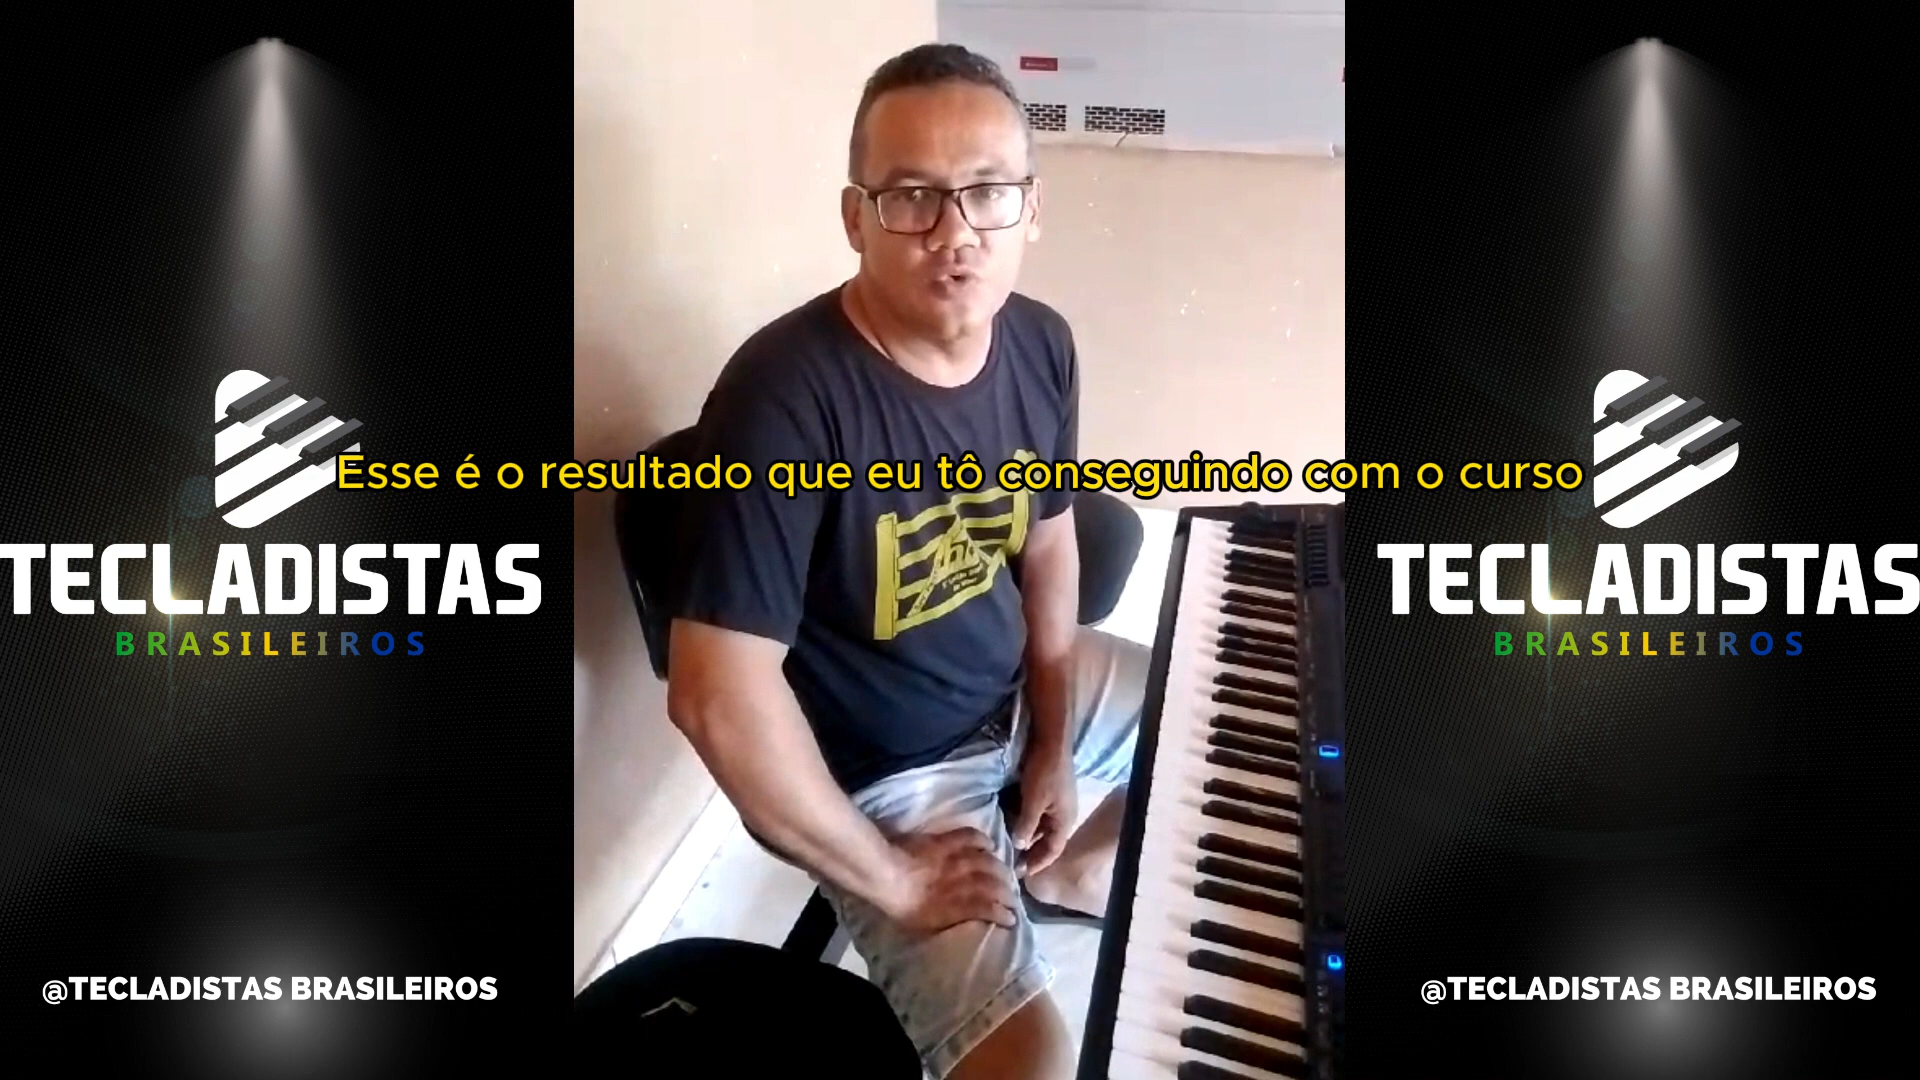 Esse é o resultado que eu tô conseguindo com o curso
TECLADISTAS
BRASILEIROS
@TECLADISTAS BRASILEIROS
TECLADISTAS
BRASILEIROS
@TECLADISTAS BRASILEIROS